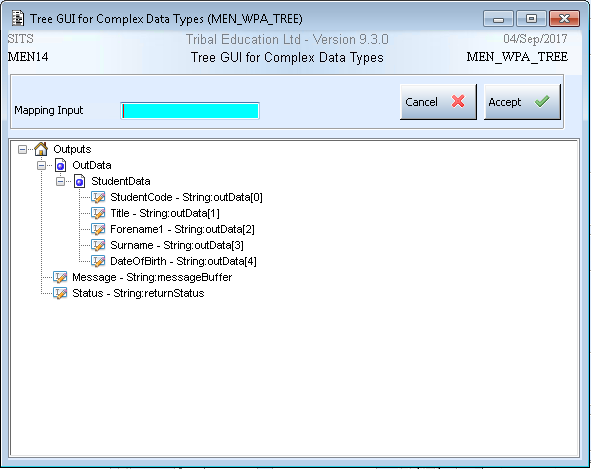 Tree GUI for Complex Data Types (MEN_WPA_TREE)
SITS Tribal Education Ltd - Version 9.3.0 04/Sep/2017
MEN14 Tree GUI for Complex Data Types MEN_WPA_TREE
Mapping Input Cancel Accept
Outputs
OutData
StudentData
StudentCode - String:outData[0]
Title - String:outData[1]
Forename1 - String:outData[2]
Surname - String:outData[3]
DateOfBirth - String:outData[4]
Message - String:messageBuffer
Status - String:returnStatus